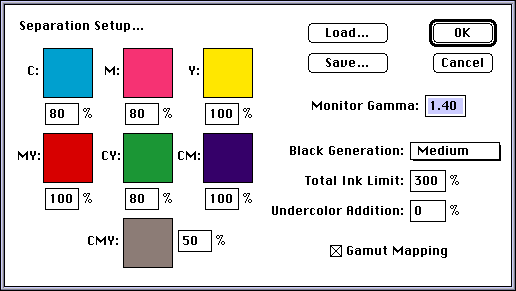 Separation Setup...
Load...
OK
C:
M:
Y:
Save...
Cancel
80 %
80 %
100 %
Monitor Gamma: 1.40
MY:
CY:
CM:
Black Generation: Medium
100 %
80 %
100 %
Total Ink Limit: 300 %
Undercolor Addition: 0 %
CMY:
50 %
Gamut Mapping